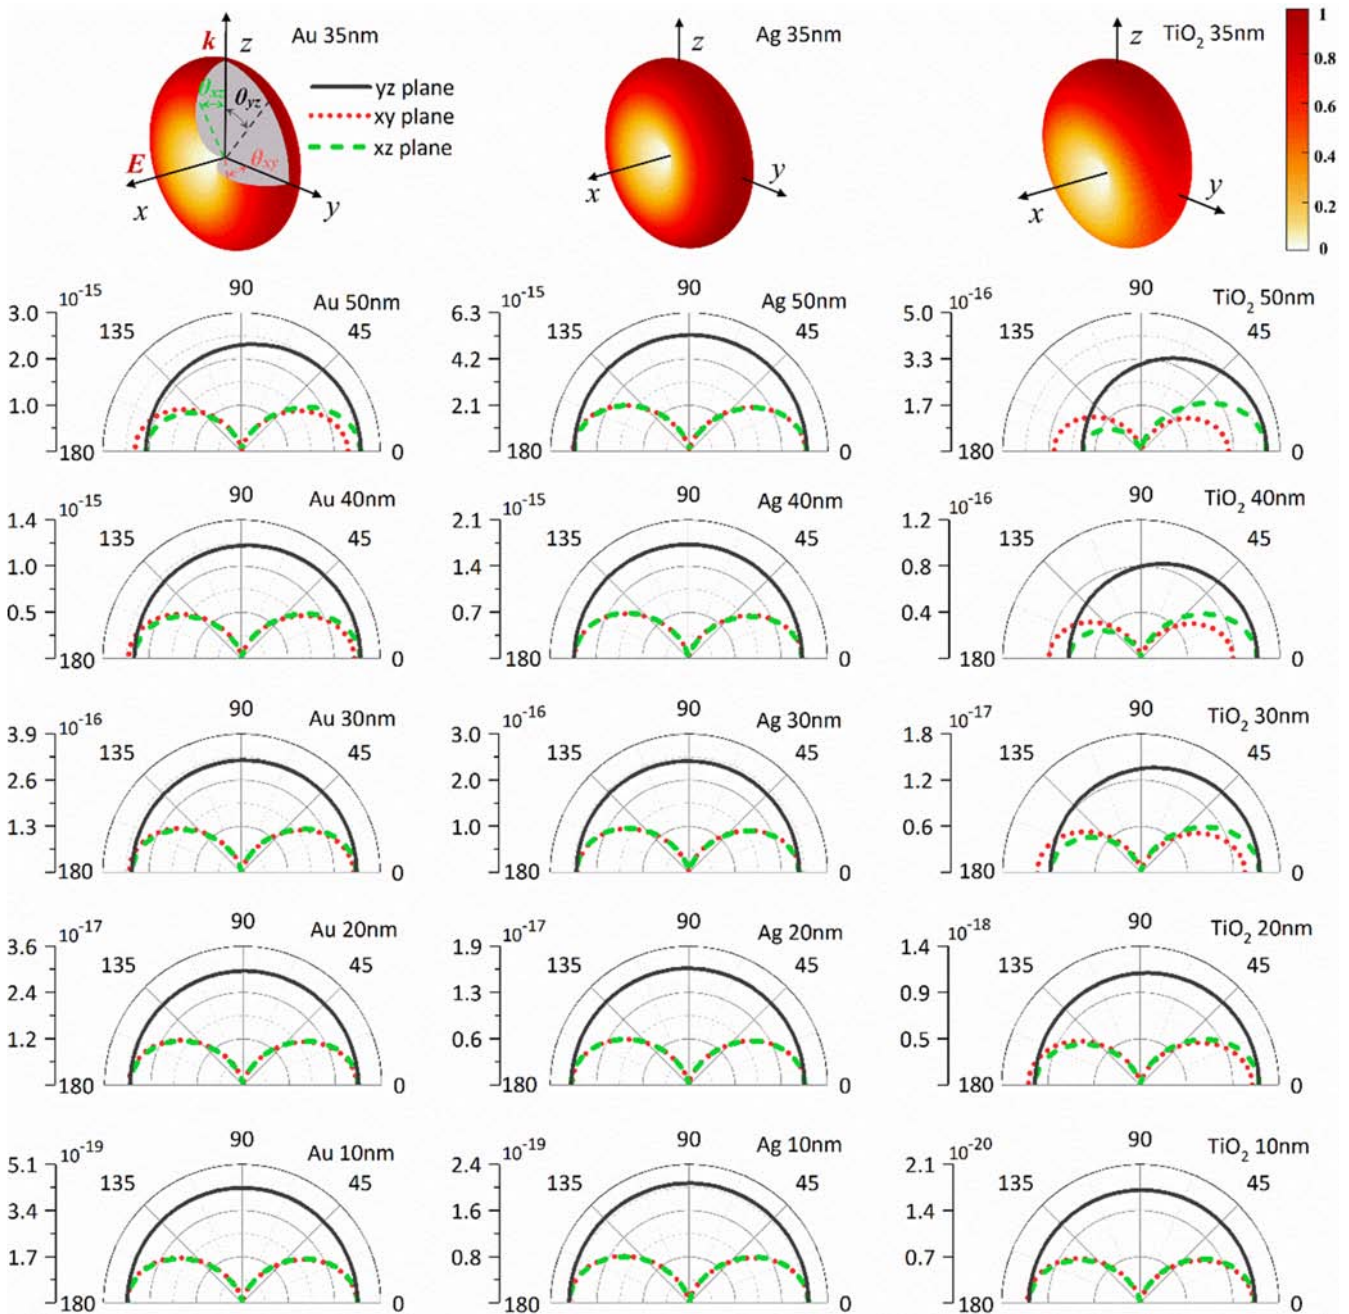 Au 35nm
k z
θxz θyz
E
θxy
x y
yz plane
xy plane
xz plane
Ag 35nm
z
x y
TiO2 35nm
z
x y
1
0.8
0.6
0.4
0.2
0
10-15 90 Au 50nm
3.0 135 45
2.0
1.0
180 0
10-15 90 Ag 50nm
6.3 135 45
4.2
2.1
180 0
10-16 90 TiO2 50nm
5.0 135 45
3.3
1.7
180 0
10-15 90 Au 40nm
1.4 135 45
1.0
0.5
180 0
10-15 90 Ag 40nm
2.1 135 45
1.4
0.7
180 0
10-16 90 TiO2 40nm
1.2 135 45
0.8
0.4
180 0
10-16 90 Au 30nm
3.9 135 45
2.6
1.3
180 0
10-16 90 Ag 30nm
3.0 135 45
2.0
1.0
180 0
10-17 90 TiO2 30nm
1.8 135 45
1.2
0.6
180 0
10-17 90 Au 20nm
3.6 135 45
2.4
1.2
180 0
10-17 90 Ag 20nm
1.9 135 45
1.3
0.6
180 0
10-18 90 TiO2 20nm
1.4 135 45
0.9
0.5
180 0
10-19 90 Au 10nm
5.1 135 45
3.4
1.7
180 0
10-19 90 Ag 10nm
2.4 135 45
1.6
0.8
180 0
10-20 90 TiO2 10nm
2.1 135 45
1.4
0.7
180 0